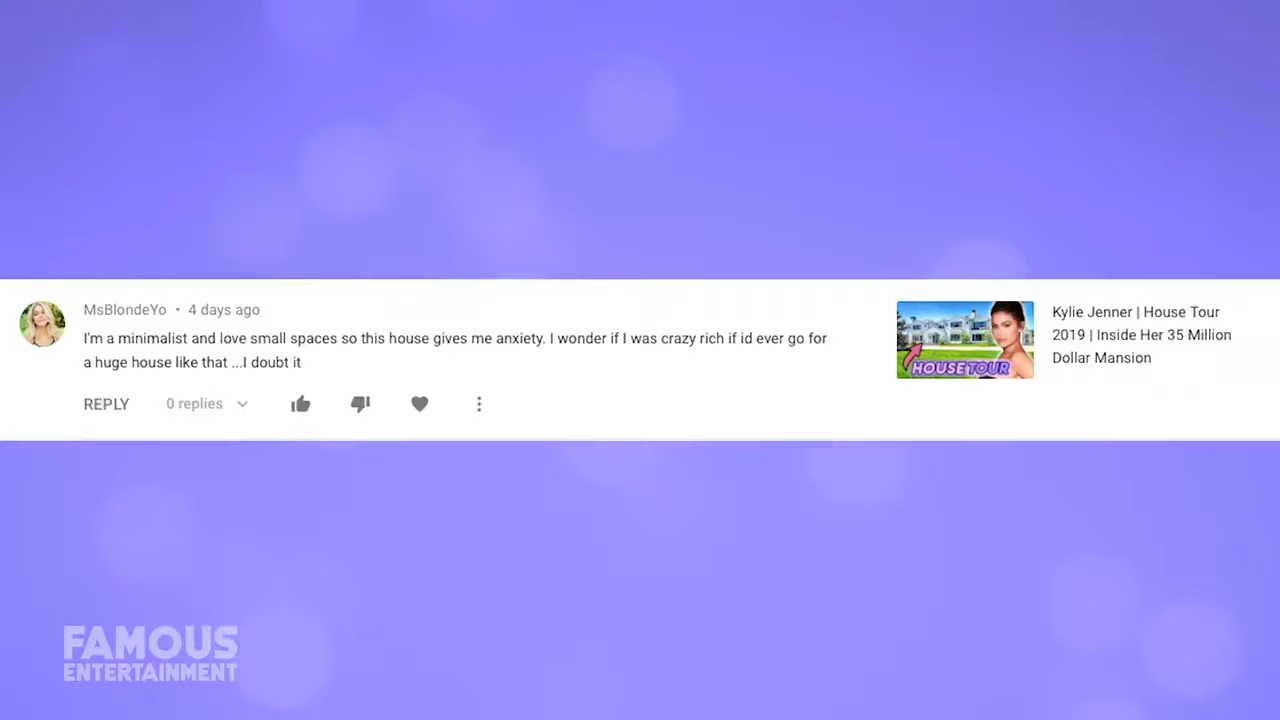 MsBlondeYo • 4 days ago
I'm a minimalist and love small spaces so this house gives me anxiety. I wonder if I was crazy rich if id ever go for
a huge house like that ...I doubt it
REPLY 0 replies
HOUSE TOUR
Kylie Jenner | House Tour
2019 | Inside Her 35 Million
Dollar Mansion
FAMOUS
ENTERTAINMENT